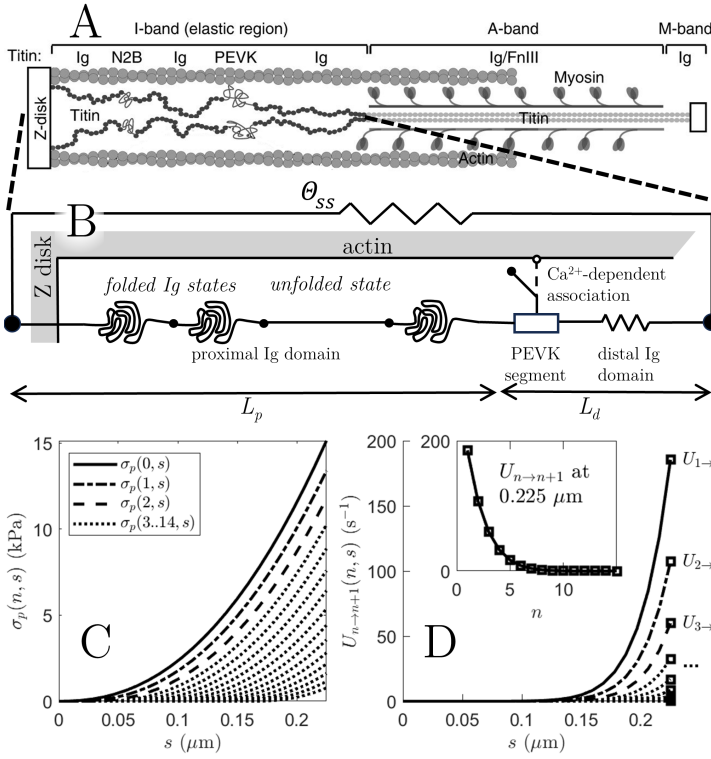 A
I-band (elastic region)
A-band
M-band
Titin: Ig N2B Ig PEVK Ig Ig/FnIII Ig
Z-disk
Titin
Myosin
Titin
Actin
Θss
B
Z disk
actin
folded Ig states
unfolded state
Ca²⁺-dependent
association
proximal Ig domain
PEVK
segment
distal Ig
domain
Lp
Ld
C
σp(n, s) (kPa)
15
10
5
0
σp(0, s)
σp(1, s)
σp(2, s)
σp(3..14, s)
0 0.05 0.1 0.15 0.2
s (μm)
D
Un→n+1(n, s) (s⁻¹)
200
150
100
50
0
200
0
Un→n+1 at
0.225 μm
0 5 10
n
U1→
U2→
U3→
...
0 0.05 0.1 0.15 0.2
s (μm)